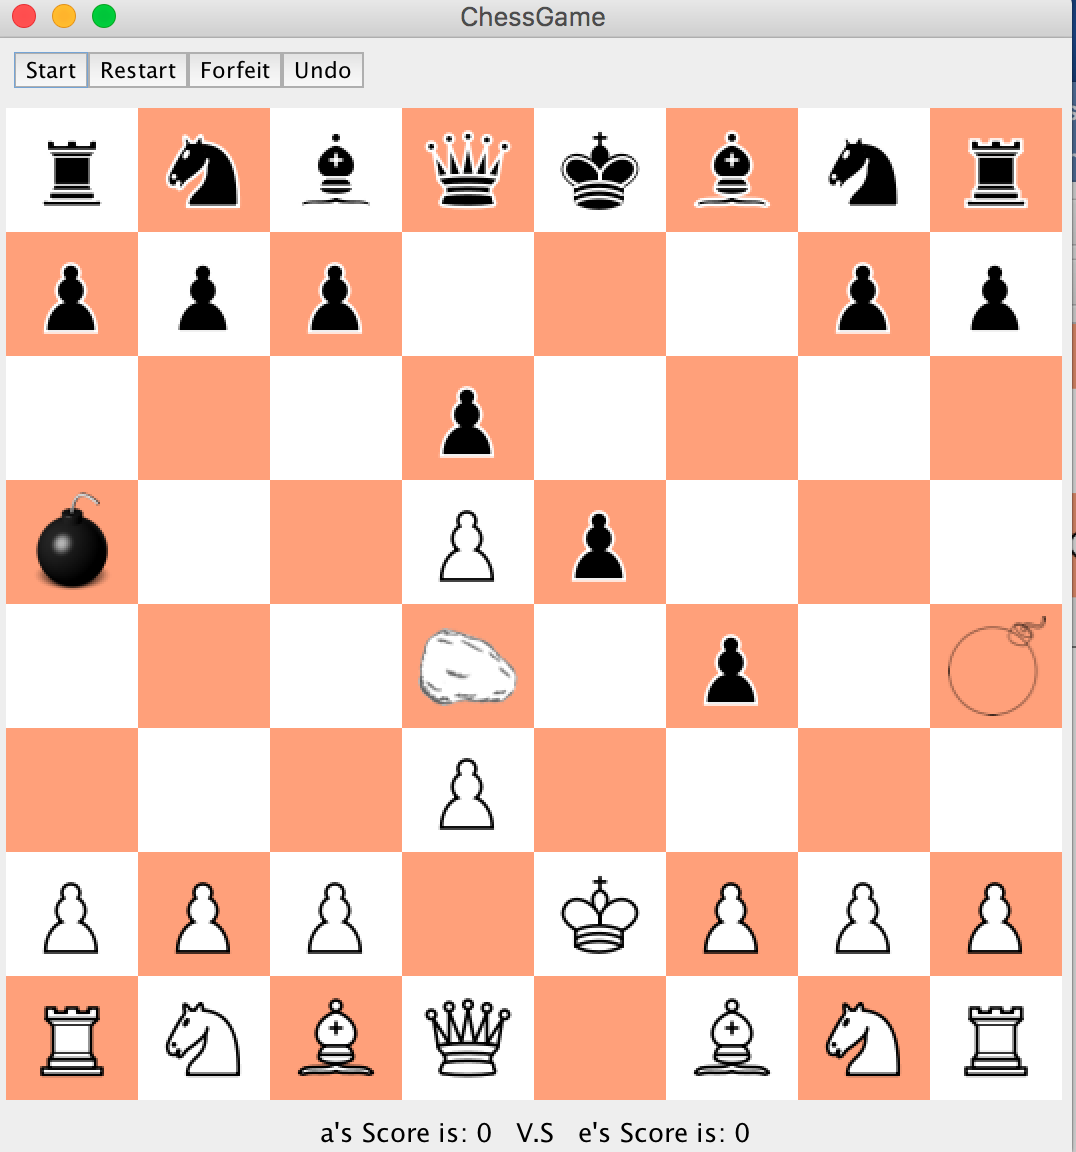 ChessGame
Start Restart Forfeit Undo
a's Score is: 0 V.S e's Score is: 0